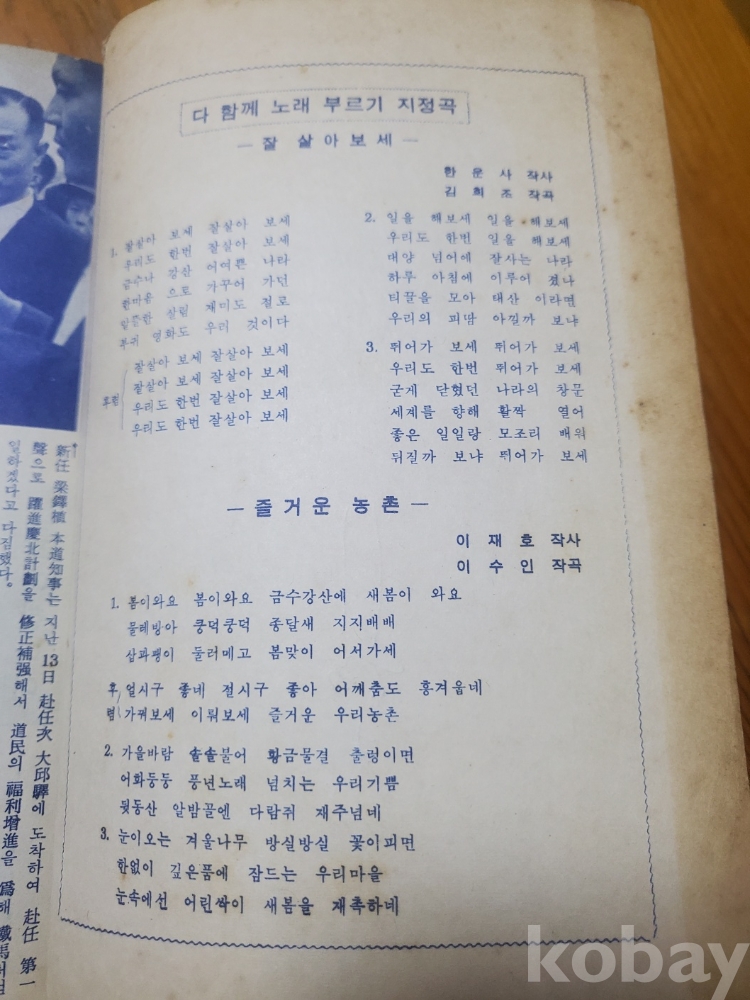 다 함께 노래 부르기 지정곡
— 잘 살아보세 —
한 운 사 작사
김 희 조 작곡
1. 잘살아 보세 잘살아 보세
우리도 한번 잘살아 보세
금수나 강산 어여쁜 나라
한마음 으로 가꾸어 가던
알뜰한 살림 재미도 절로
부귀 영화도 우리 것이다
후렴
잘살아 보세 잘살아 보세
잘살아 보세 잘살아 보세
우리도 한번 잘살아 보세
우리도 한번 잘살아 보세
2. 일을 해보세 일을 해보세
우리도 한번 일을 해보세
대양 넘어에 잘사는 나라
하루 아침에 이루어 졌나
티끌을 모아 태산 이라면
우리의 피땀 아낄까 보냐
3. 뛰어가 보세 뛰어가 보세
우리도 한번 뛰어가 보세
굳게 닫혔던 나라의 창문
세계를 향해 활짝 열어
좋은 일일랑 모조리 배워
뒤질까 보냐 뛰어가 보세
— 즐거운 농촌 —
이 재 호 작사
이 수 인 작곡
1. 봄이와요 봄이와요 금수강산에 새봄이 와요
물레방아 쿵덕쿵덕 종달새 지지배배
삽과팽이 둘러메고 봄맞이 어서가세
후렴
얼시구 좋네 절시구 좋아 어깨춤도 흥겨웁네
가꿔보세 이뤄보세 즐거운 우리농촌
2. 가을바람 솔솔불어 황금물결 출렁이면
어화둥둥 풍년노래 넘치는 우리기쁨
뒷동산 알밤꼴엔 다람쥐 재주넘네
3. 눈이오는 겨울나무 방실방실 꽃이피면
한없이 깊은품에 잠드는 우리마을
눈속에선 어린싹이 새봄을 재촉하네
新任 梁鐸植 本道知事는 지난 13日 赴任次 大邱驛에 도착하여 赴任 第一
聲으로 躍進慶北計劃을 修正補强해서 道民의 福利增進을 爲해
일하겠다고 다짐했다.
kobay